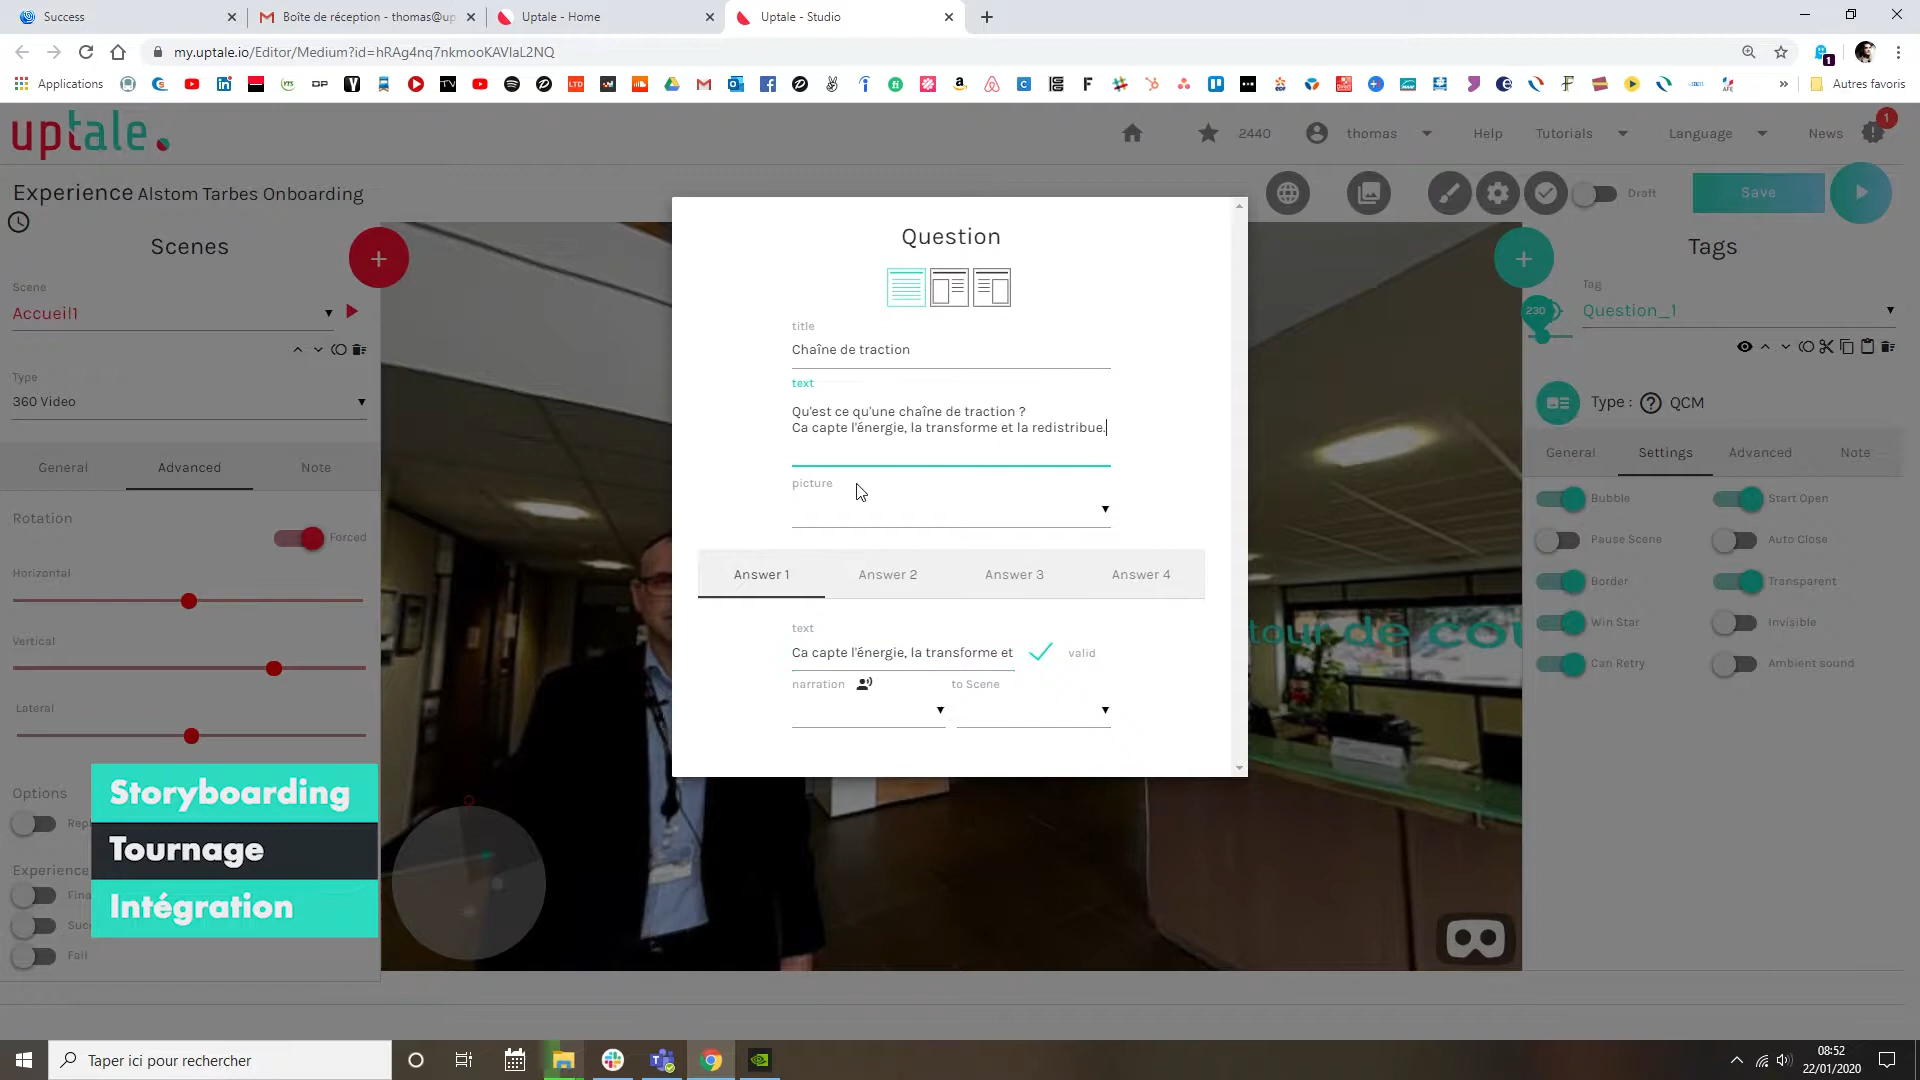 Success
Boîte de réception - thomas@up
Uptale - Home
Uptale - Studio
my.uptale.io/Editor/Medium?id=hRAg4nq7nkmooKAVlaL2NQ
Applications
Autres favoris
uptale
2440
thomas
Help
Tutorials
Language
News
1
Experience Alstom Tarbes Onboarding
Draft
Save
Scenes
Scene
Accueil1
Type
360 Video
General
Advanced
Note
Rotation
Forced
Horizontal
Vertical
Lateral
Options
Experience
Fail
Storyboarding
Tournage
Intégration
Question
title
Chaîne de traction
text
Qu'est ce qu'une chaîne de traction ?
Ca capte l'énergie, la transforme et la redistribue.
picture
Answer 1
Answer 2
Answer 3
Answer 4
text
Ca capte l'énergie, la transforme et
valid
narration
to Scene
tour de cou
Tags
Tag
230
Question_1
Type : QCM
General
Settings
Advanced
Note
Bubble
Start Open
Pause Scene
Auto Close
Border
Transparent
Win Star
Invisible
Can Retry
Ambient sound
Taper ici pour rechercher
08:52
22/01/2020